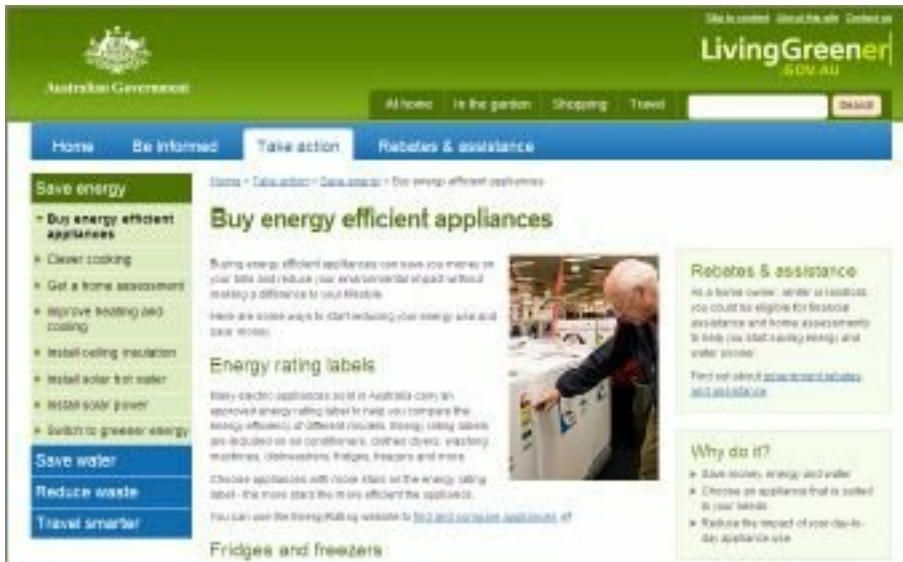 Skip to content About this site Contact us
LivingGreener
.GOV.AU
Australian Government
At home In the garden Shopping Travel Search
Home Be informed Take action Rebates & assistance
Save energy
Buy energy efficient
appliances
Clever cooking
Get a home assessment
Improve heating and
cooling
Install ceiling insulation
Install solar hot water
Install solar power
Switch to greener energy
Save water
Reduce waste
Travel smarter
Home > Take action > Save energy > Buy energy efficient appliances
Buy energy efficient appliances
Buying energy efficient appliances can save you money on
your bills and reduce your environmental impact without
making a difference to your lifestyle.
Here are some ways to start reducing your energy use and
save money.
Energy rating labels
Many electric appliances sold in Australia carry an
approved energy rating label to help you compare the
energy efficiency of different models. Energy rating labels
are included on air conditioners, clothes dryers, washing
machines, dishwashers, fridges, freezers and more.
Choose appliances with more stars on the energy rating
label - the more stars the more efficient the appliance.
You can use the Energy Rating website to find and compare appliances.
Fridges and freezers
Rebates & assistance
As a home owner, renter or landlord,
you could be eligible for financial
assistance and home assessments
to help you start saving energy and
water sooner.
Find out about government rebates
and assistance.
Why do it?
Save money, energy and water
Choose an appliance that is suited
to your needs
Reduce the impact of your day-to-
day appliance use